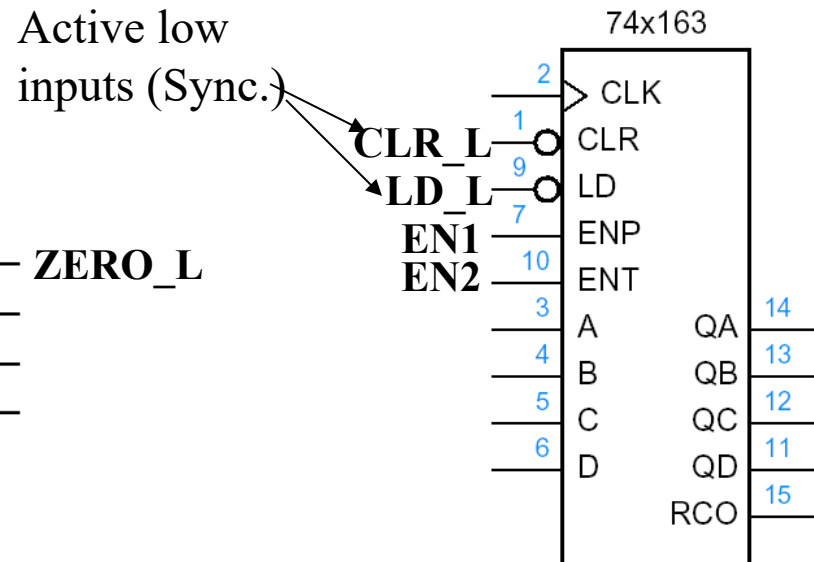 Active low
inputs (Sync.)
74x163
2
CLK
1
CLR_L
CLR
9
LD_L
LD
7
EN1
ENP
10
EN2
ENT
ZERO_L
3
A
QA
14
4
B
QB
13
5
C
QC
12
6
D
QD
11
RCO
15